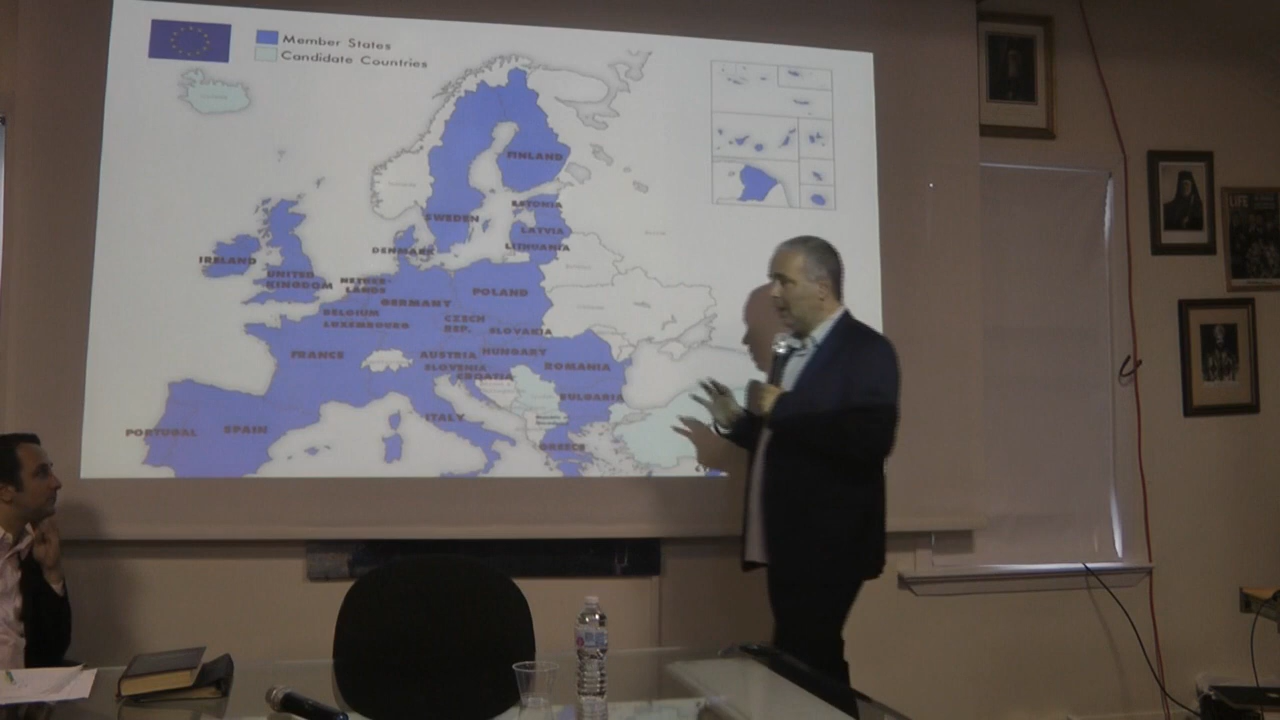 Member States
Candidate Countries
FINLAND
ESTONIA
SWEDEN
LATVIA
LITHUANIA
DENMARK
IRELAND
UNITED
KINGDOM
NETHER-
LANDS
POLAND
GERMANY
BELGIUM
LUXEMBOURG
CZECH
REP.
SLOVAKIA
FRANCE
AUSTRIA
HUNGARY
SLOVENIA
ROMANIA
CROATIA
BULGARIA
ITALY
PORTUGAL
SPAIN
GREECE
LIFE